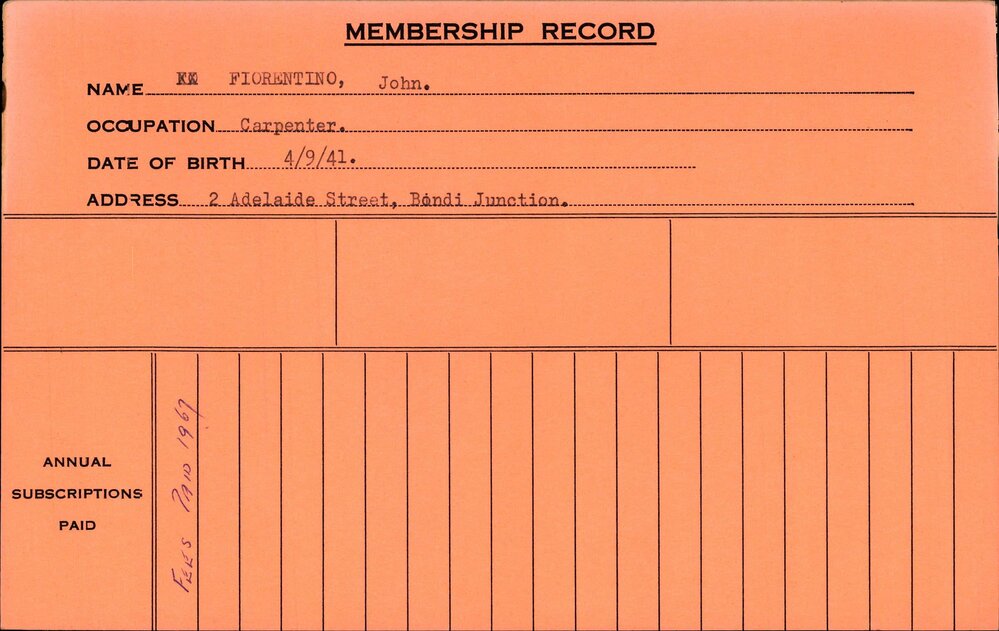 MEMBERSHIP RECORD
NAME FIORENTINO, John.
OCCUPATION Carpenter.
DATE OF BIRTH 4/9/41.
ADDRESS 2 Adelaide Street, Bondi Junction.
ANNUAL
SUBSCRIPTIONS
PAID
FEES PAID 1969